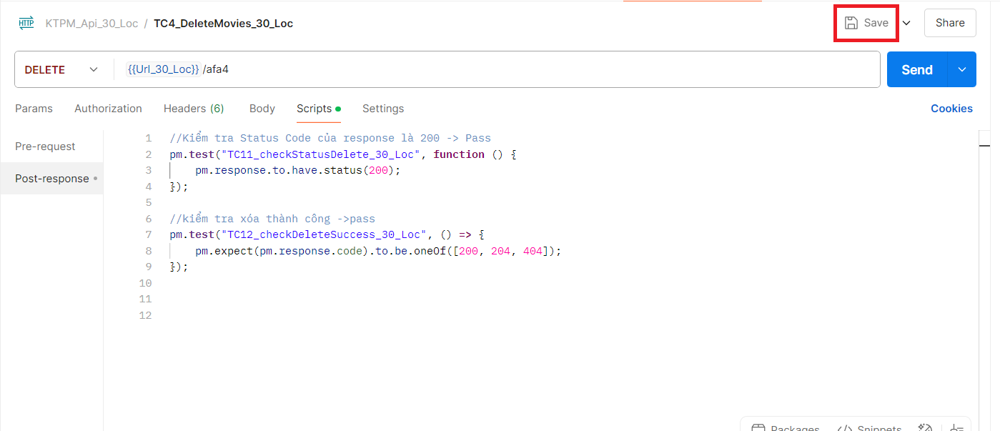 HTTP KTPM_Api_30_Loc / TC4_DeleteMovies_30_Loc Save Share
DELETE {{Url_30_Loc}} /afa4 Send
Params Authorization Headers (6) Body Scripts Settings Cookies
Pre-request
Post-response
1 //Kiểm tra Status Code của response là 200 -> Pass
2 pm.test("TC11_checkStatusDelete_30_Loc", function () {
3 pm.response.to.have.status(200);
4 });
5
6 //kiểm tra xóa thành công ->pass
7 pm.test("TC12_checkDeleteSuccess_30_Loc", () => {
8 pm.expect(pm.response.code).to.be.oneOf([200, 204, 404]);
9 });
10
11
12
Packages </> Snippets